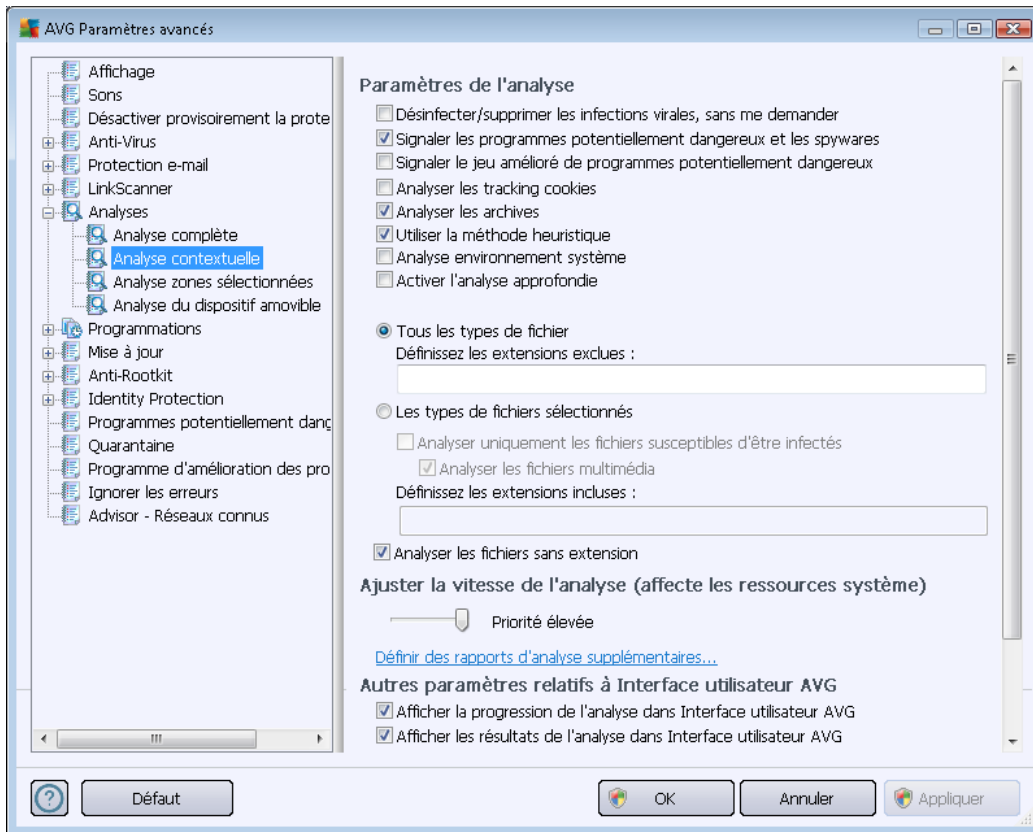 AVG Paramètres avancés
Affichage
Sons
Désactiver provisoirement la prote
Anti-Virus
Protection e-mail
LinkScanner
Analyses
Analyse complète
Analyse contextuelle
Analyse zones sélectionnées
Analyse du dispositif amovible
Programmations
Mise à jour
Anti-Rootkit
Identity Protection
Programmes potentiellement dang
Quarantaine
Programme d'amélioration des pro
Ignorer les erreurs
Advisor - Réseaux connus
Paramètres de l'analyse
Désinfecter/supprimer les infections virales, sans me demander
Signaler les programmes potentiellement dangereux et les spywares
Signaler le jeu amélioré de programmes potentiellement dangereux
Analyser les tracking cookies
Analyser les archives
Utiliser la méthode heuristique
Analyse environnement système
Activer l'analyse approfondie
Tous les types de fichier
Définissez les extensions exclues :
Les types de fichiers sélectionnés
Analyser uniquement les fichiers susceptibles d'être infectés
Analyser les fichiers multimédia
Définissez les extensions incluses :
Analyser les fichiers sans extension
Ajuster la vitesse de l'analyse (affecte les ressources système)
Priorité élevée
Définir des rapports d'analyse supplémentaires...
Autres paramètres relatifs à Interface utilisateur AVG
Afficher la progression de l'analyse dans Interface utilisateur AVG
Afficher les résultats de l'analyse dans Interface utilisateur AVG
? Défaut OK Annuler Appliquer